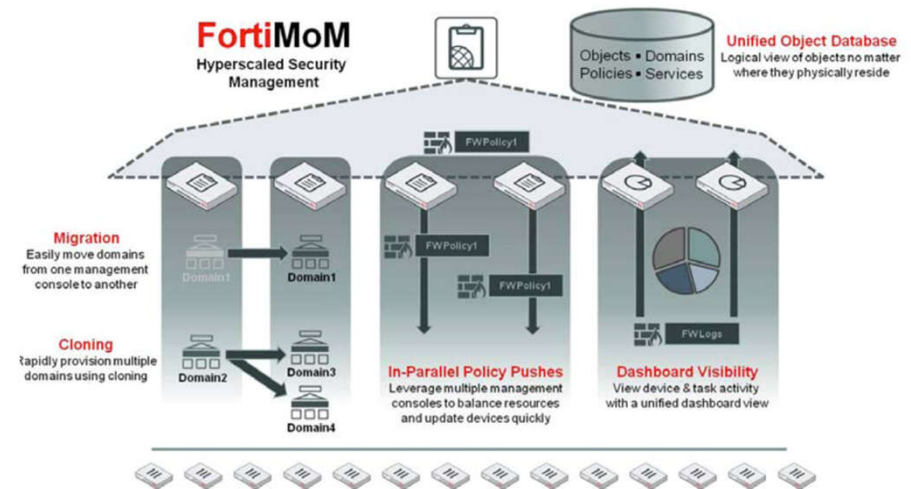 FortiMoM
Hyperscaled Security
Management
Objects ▪ Domains
Policies ▪ Services
Unified Object Database
Logical view of objects no matter
where they physically reside
FWPolicy1
Migration
Easily move domains
from one management
console to another
Domain1
Domain1
FWPolicy1
FWPolicy1
FWLogs
Cloning
Rapidly provision multiple
domains using cloning
Domain2
Domain3
Domain4
In-Parallel Policy Pushes
Leverage multiple management
consoles to balance resources
and update devices quickly
Dashboard Visibility
View device & task activity
with a unified dashboard view